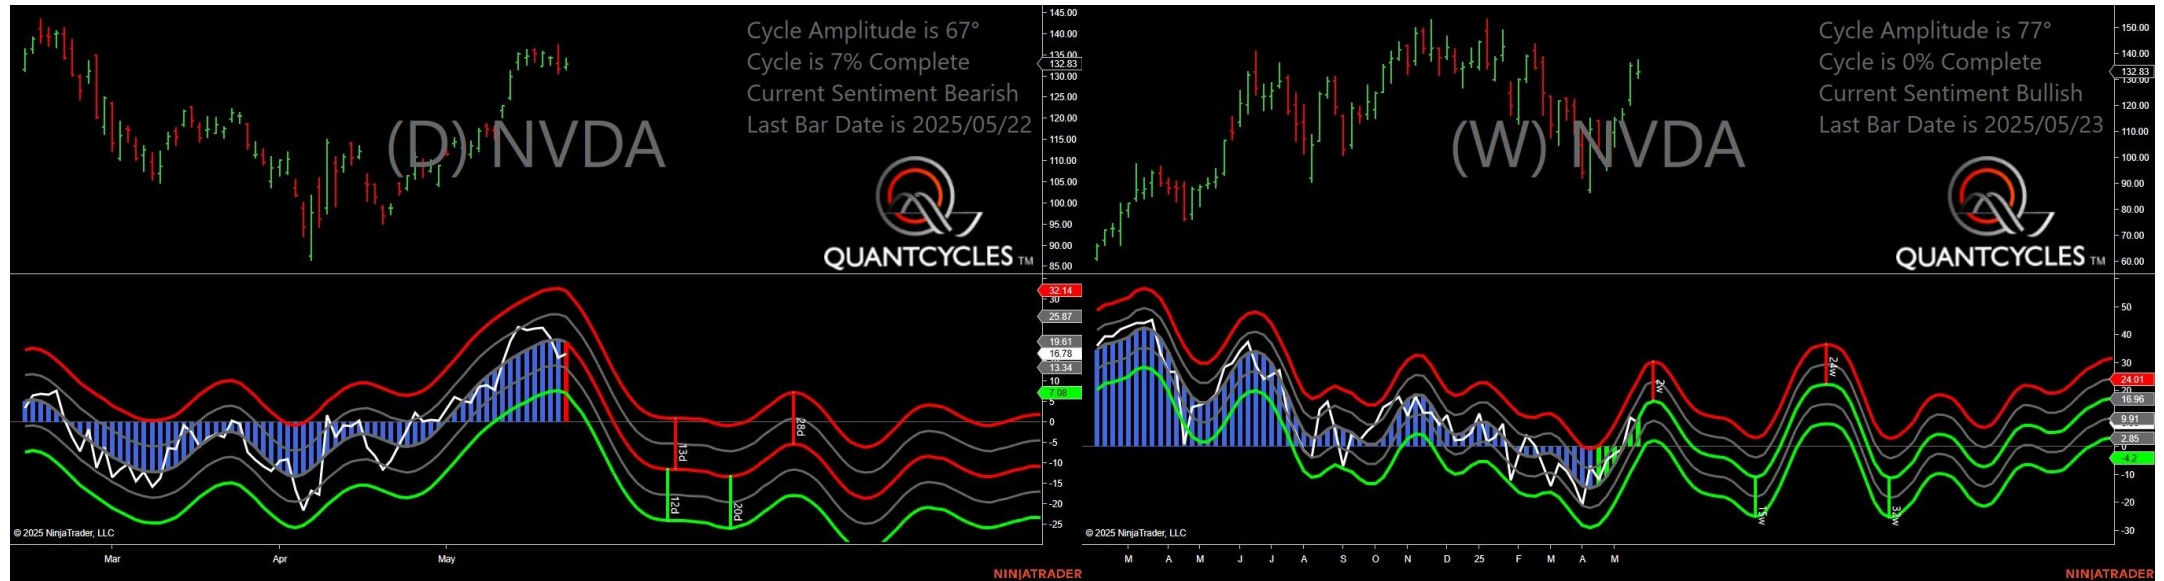 Cycle Amplitude is 67°
Cycle is 7% Complete
Current Sentiment Bearish
Last Bar Date is 2025/05/22
(D) NVDA
QUANTCYCLES TM
145.00
140.00
135.00
132.83
130.00
125.00
120.00
115.00
110.00
105.00
100.00
95.00
90.00
85.00
32.14
30
25.87
19.61
16.78
13.34
10
7.08
5
0
-5
-10
-15
-20
-25
13d
28d
12d
20d
© 2025 NinjaTrader, LLC
Mar
Apr
May
NINJATRADER
Cycle Amplitude is 77°
Cycle is 0% Complete
Current Sentiment Bullish
Last Bar Date is 2025/05/23
(W) NVDA
QUANTCYCLES TM
150.00
140.00
132.83
130.00
120.00
110.00
100.00
90.00
80.00
70.00
60.00
50
40
30
24.01
20
16.96
9.91
2.85
0
-4.2
-10
-20
-30
2w
24w
15w
32w
© 2025 NinjaTrader, LLC
M A M J J A S O N D 25 F M A M
NINJATRADER